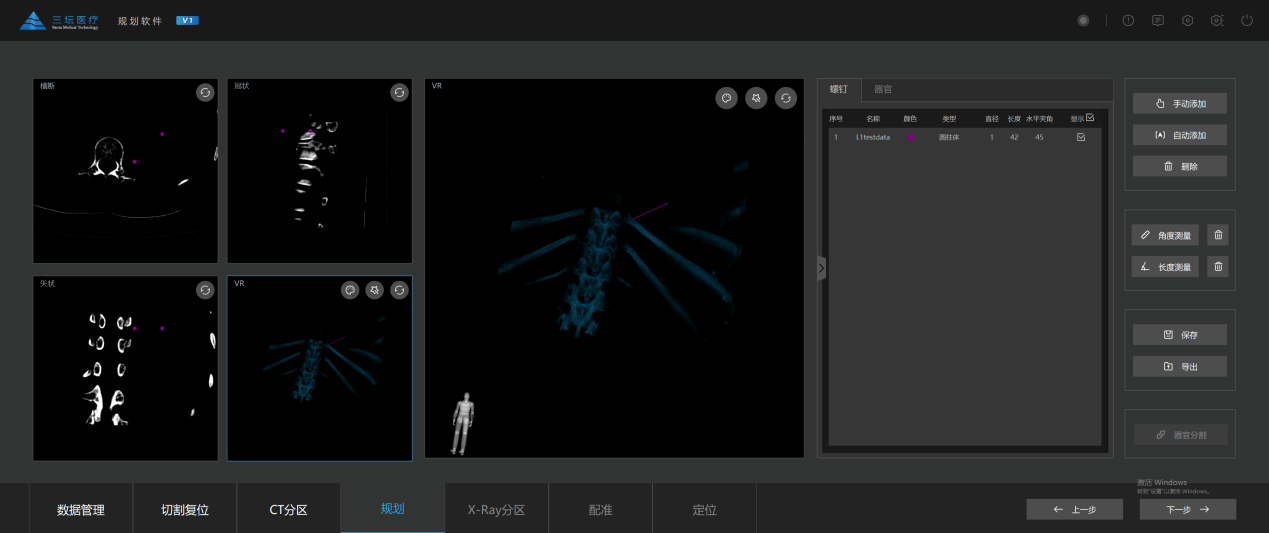 三坛医疗
Santa Medical Technology
规划软件
V1
横断
冠状
VR
矢状
VR
螺钉 器官
序号 名称 颜色 类型 直径 长度 水平夹角 显示
1 L1testdata 圆柱体 1 42 45
手动添加
自动添加
删除
角度测量
长度测量
保存
导出
器官分割
激活 Windows
转到"设置"以激活 Windows。
数据管理 切割复位 CT分区 规划 X-Ray分区 配准 定位
上一步 下一步